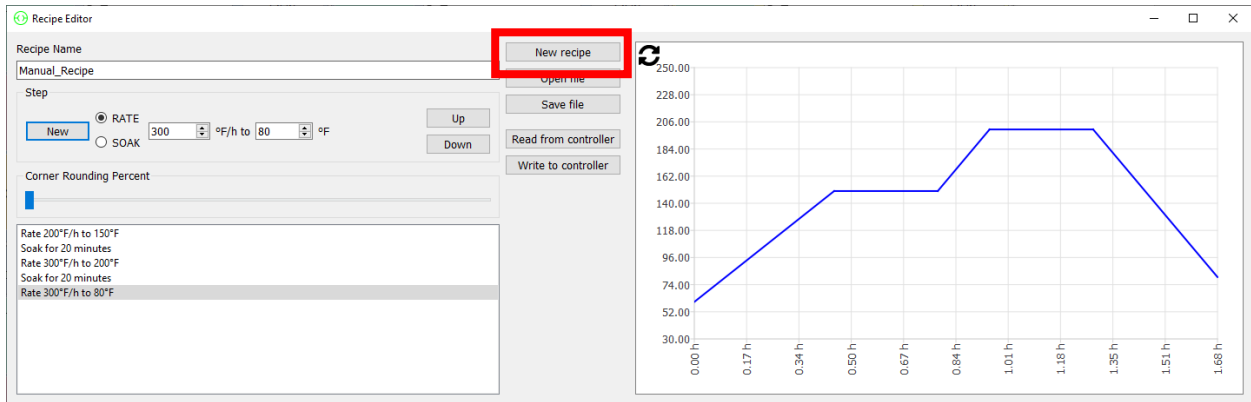 Recipe Editor
Recipe Name
Manual_Recipe
Step
New
RATE
SOAK
300 °F/h to 80 °F
Up
Down
Corner Rounding Percent
Rate 200°F/h to 150°F
Soak for 20 minutes
Rate 300°F/h to 200°F
Soak for 20 minutes
Rate 300°F/h to 80°F
New recipe
Open file
Save file
Read from controller
Write to controller
250.00
228.00
206.00
184.00
162.00
140.00
118.00
96.00
74.00
52.00
30.00
0.00 h
0.17 h
0.34 h
0.50 h
0.67 h
0.84 h
1.01 h
1.18 h
1.35 h
1.51 h
1.68 h